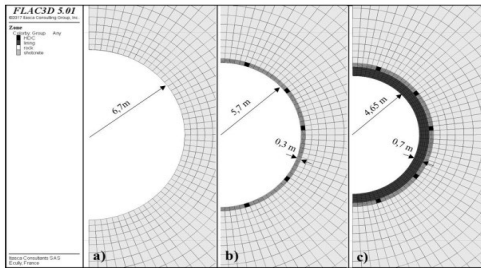 FLAC3D 5.01
©2017 Itasca Consulting Group, Inc.
Zone
Colorby Group Any
HDC
lining
rock
shotcrete
Itasca Consultants SAS
Ecully, France
6,7m
a)
5,7 m
0,3 m
b)
4,65 m
0,7 m
c)